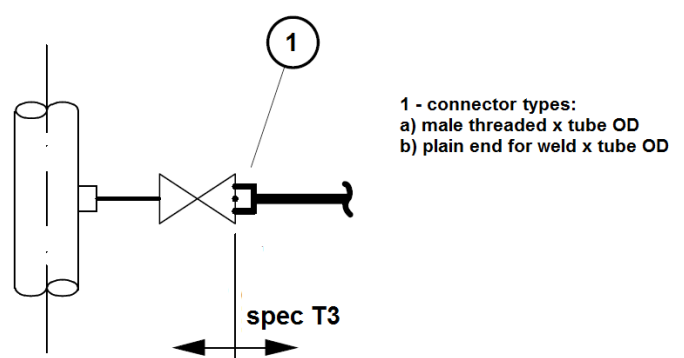 1
1 - connector types:
a) male threaded x tube OD
b) plain end for weld x tube OD
spec T3